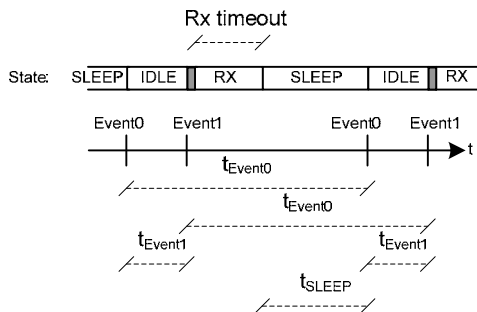 Rx timeout
State: SLEEP IDLE RX SLEEP IDLE RX
Event0 Event1 Event0 Event1
t
tEvent0
tEvent0
tEvent1 tEvent1
tSLEEP